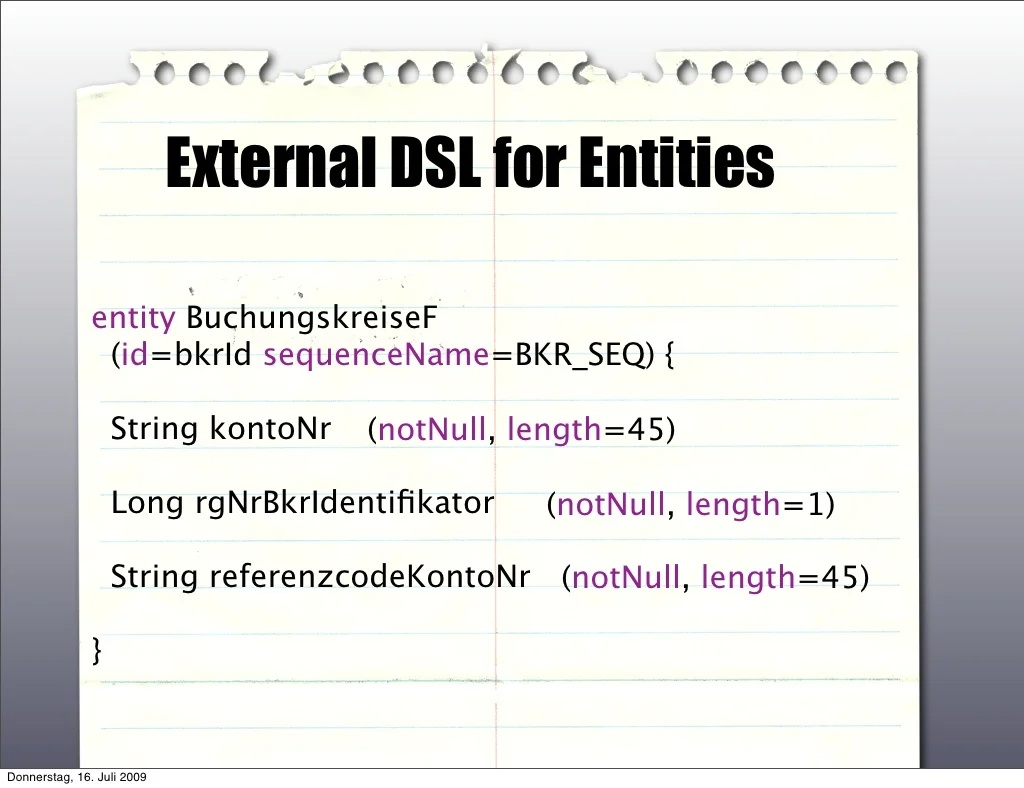 External DSL for Entities
entity BuchungskreiseF
(id=bkrId sequenceName=BKR_SEQ) {
String kontoNr (notNull, length=45)
Long rgNrBkrIdentifikator (notNull, length=1)
String referenzcodeKontoNr (notNull, length=45)
}
Donnerstag, 16. Juli 2009